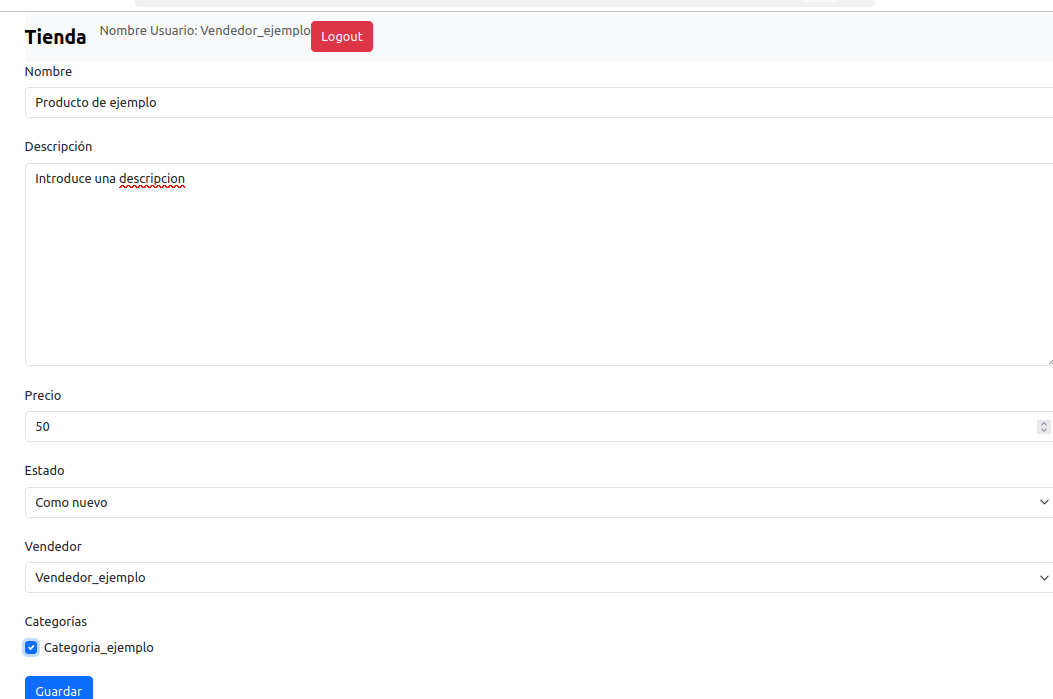 Tienda Nombre Usuario: Vendedor_ejemplo Logout
Nombre
Producto de ejemplo
Descripción
Introduce una descripcion
Precio
50
Estado
Como nuevo
Vendedor
Vendedor_ejemplo
Categorías
Categoria_ejemplo
Guardar